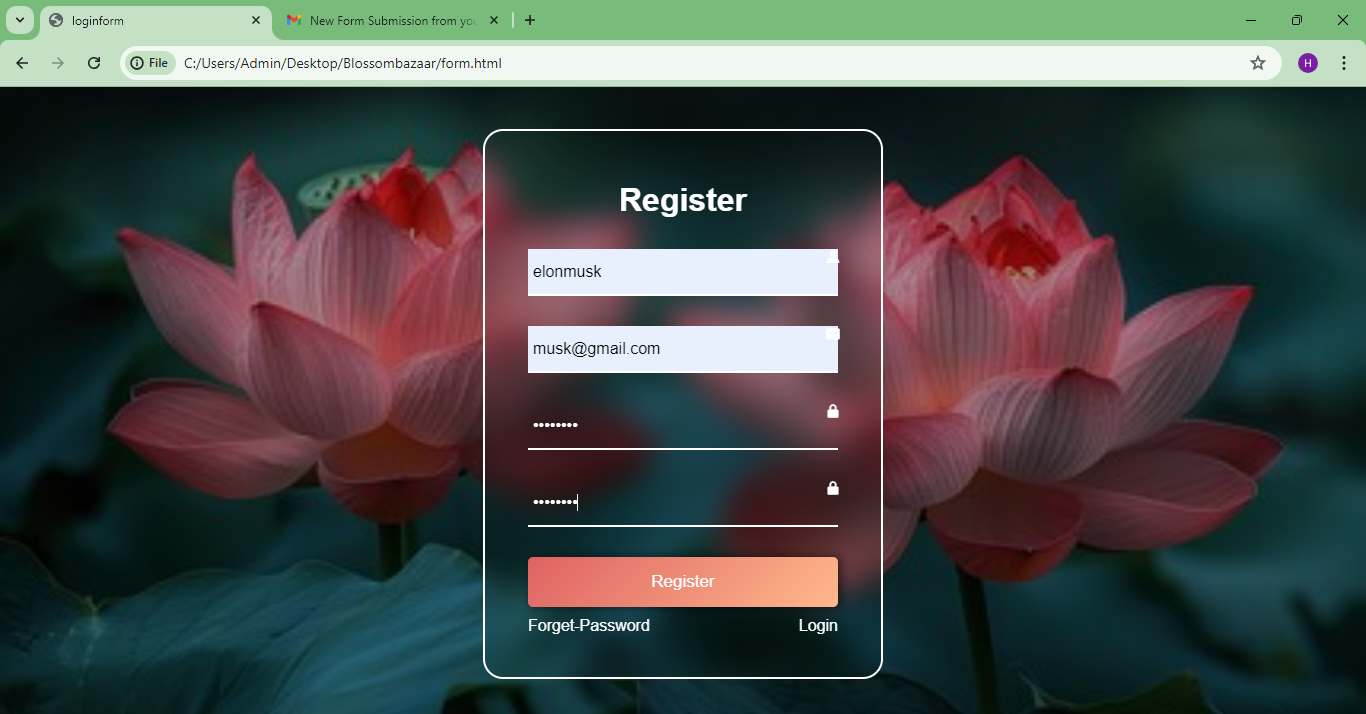 loginform
New Form Submission from yo
File
C:/Users/Admin/Desktop/Blossombazaar/form.html
H
Register
elonmusk
musk@gmail.com
••••••••
••••••••
Register
Forget-Password Login